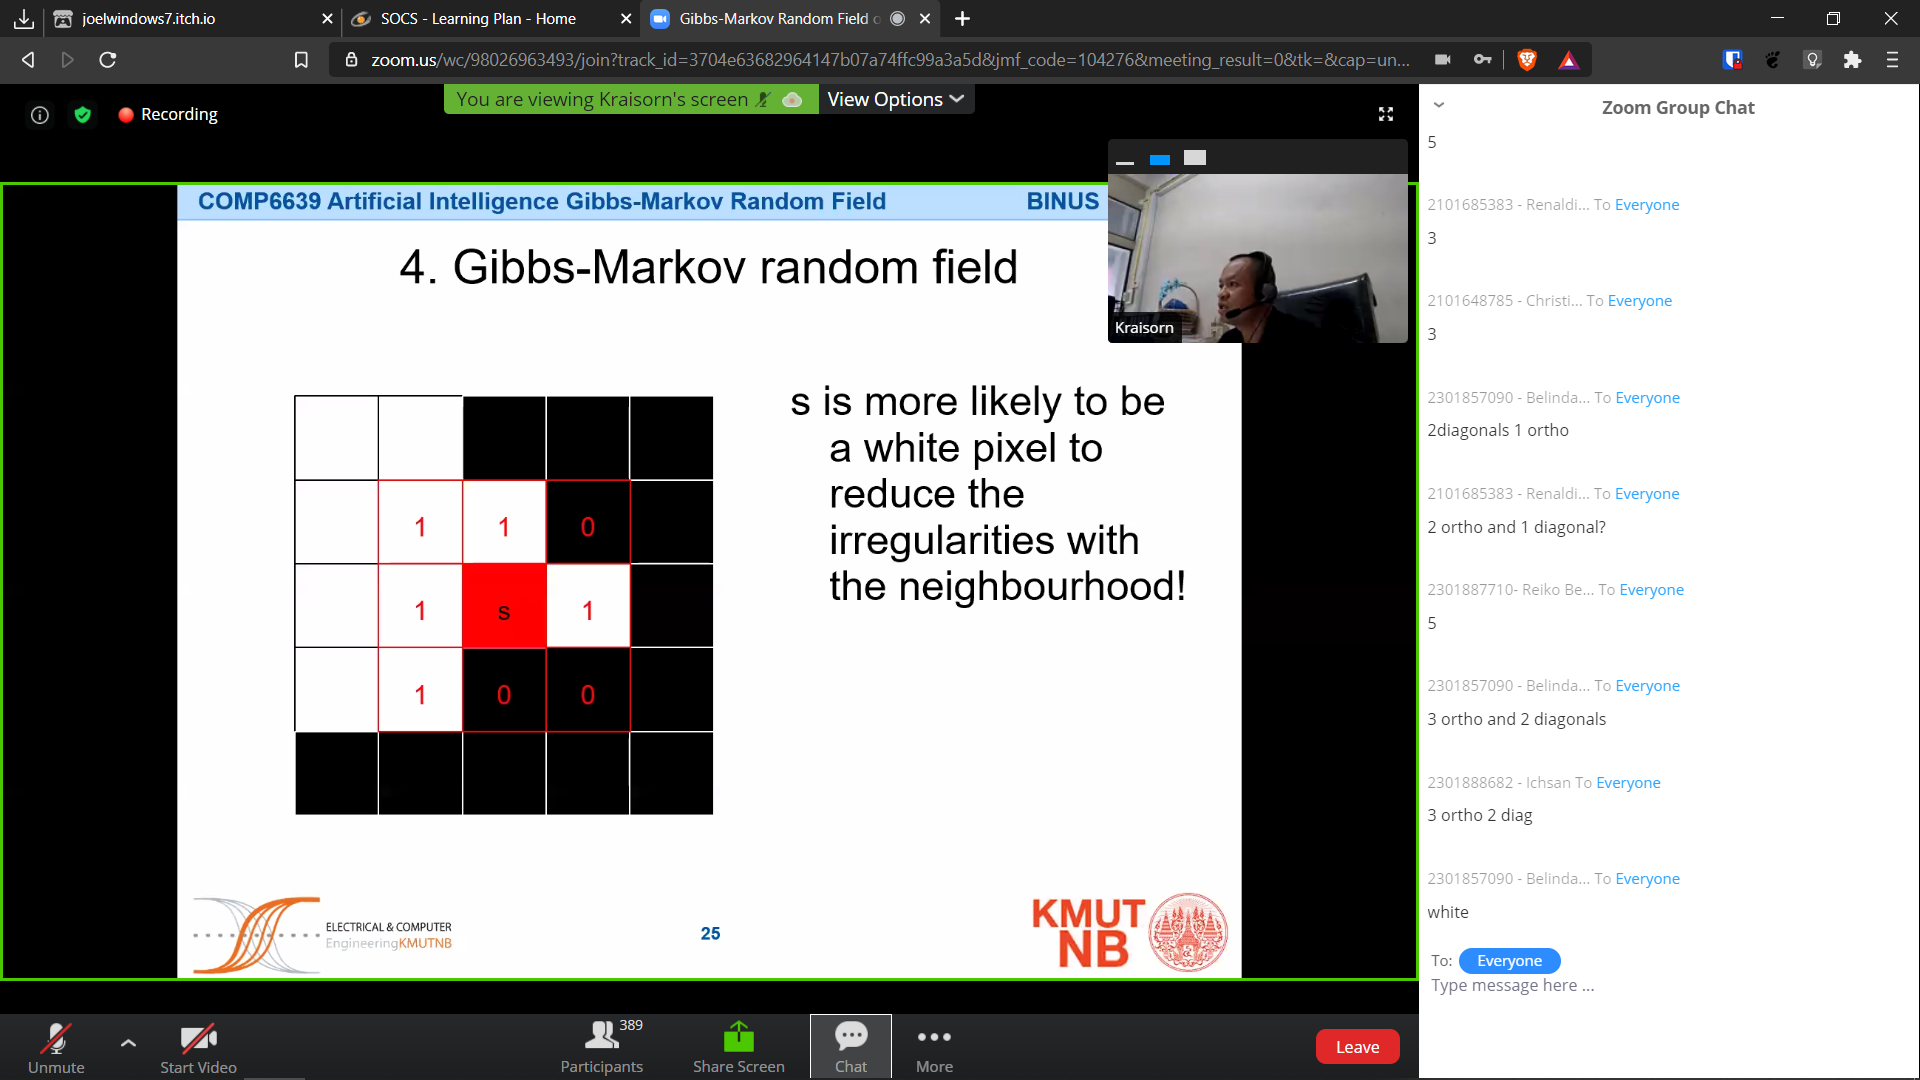 joelwindows7.itch.io
SOCS - Learning Plan - Home
Gibbs-Markov Random Field o
zoom.us/wc/98026963493/join?track_id=3704e63682964147b07a74ffc99a3a5d&jmf_code=104276&meeting_result=0&tk=&cap=un...
You are viewing Kraisorn's screen
View Options
Recording
COMP6639 Artificial Intelligence Gibbs-Markov Random Field
BINUS
4. Gibbs-Markov random field
Kraisorn
1 1 0
1 s 1
1 0 0
s is more likely to be
a white pixel to
reduce the
irregularities with
the neighbourhood!
ELECTRICAL & COMPUTER
EngineeringKMUTNB
25
KMUT
NB
Zoom Group Chat
5
2101685383 - Renaldi... To Everyone
3
2101648785 - Christi... To Everyone
3
2301857090 - Belinda... To Everyone
2diagonals 1 ortho
2101685383 - Renaldi... To Everyone
2 ortho and 1 diagonal?
2301887710- Reiko Be... To Everyone
5
2301857090 - Belinda... To Everyone
3 ortho and 2 diagonals
2301888682 - Ichsan To Everyone
3 ortho 2 diag
2301857090 - Belinda... To Everyone
white
To: Everyone
Type message here ...
Unmute
Start Video
389
Participants
Share Screen
Chat
More
Leave